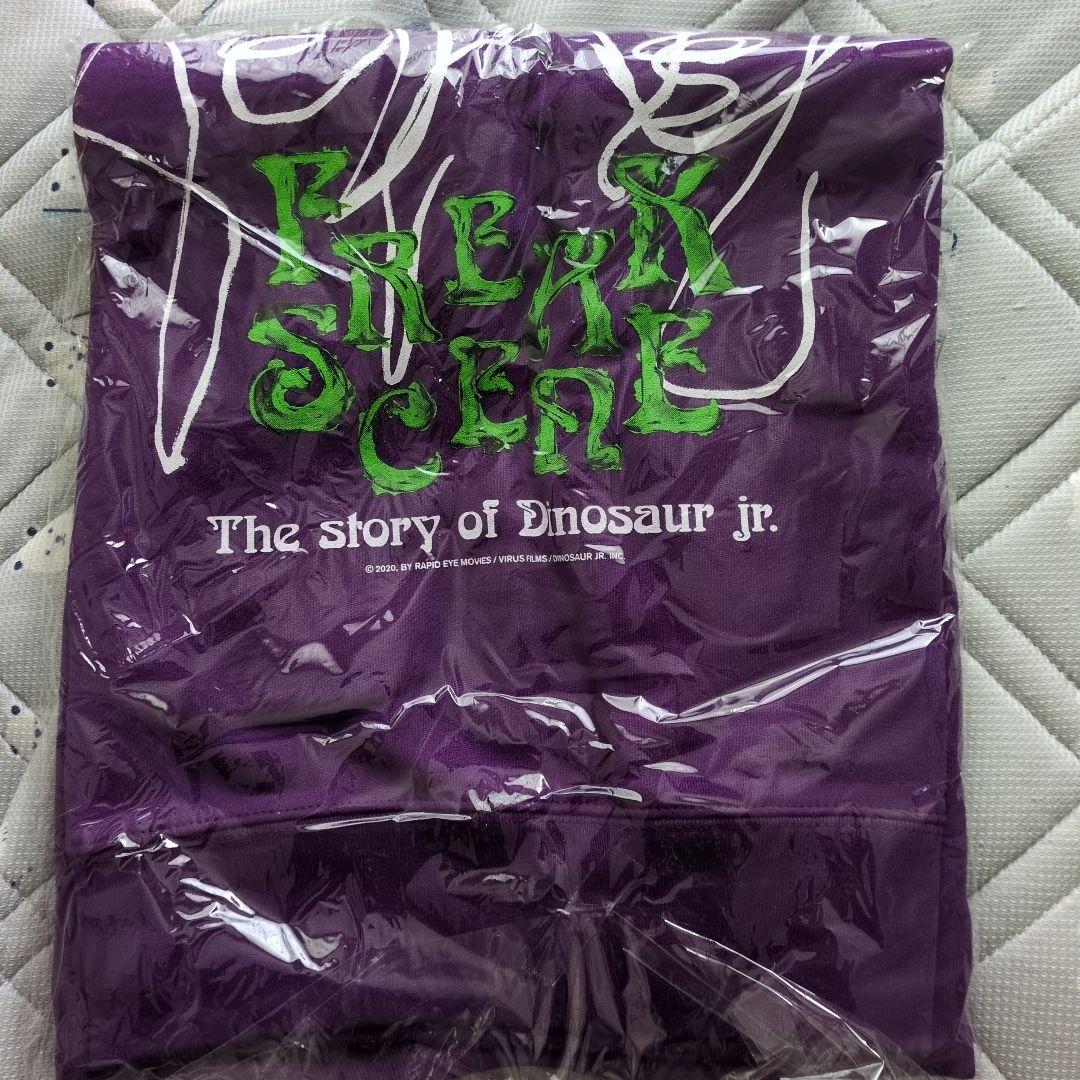 FREAK
SCENE
The story of Dinosaur jr.
© 2020. BY RAPID EYE MOVIES / VIRUS FILMS / DINOSAUR JR. INC.